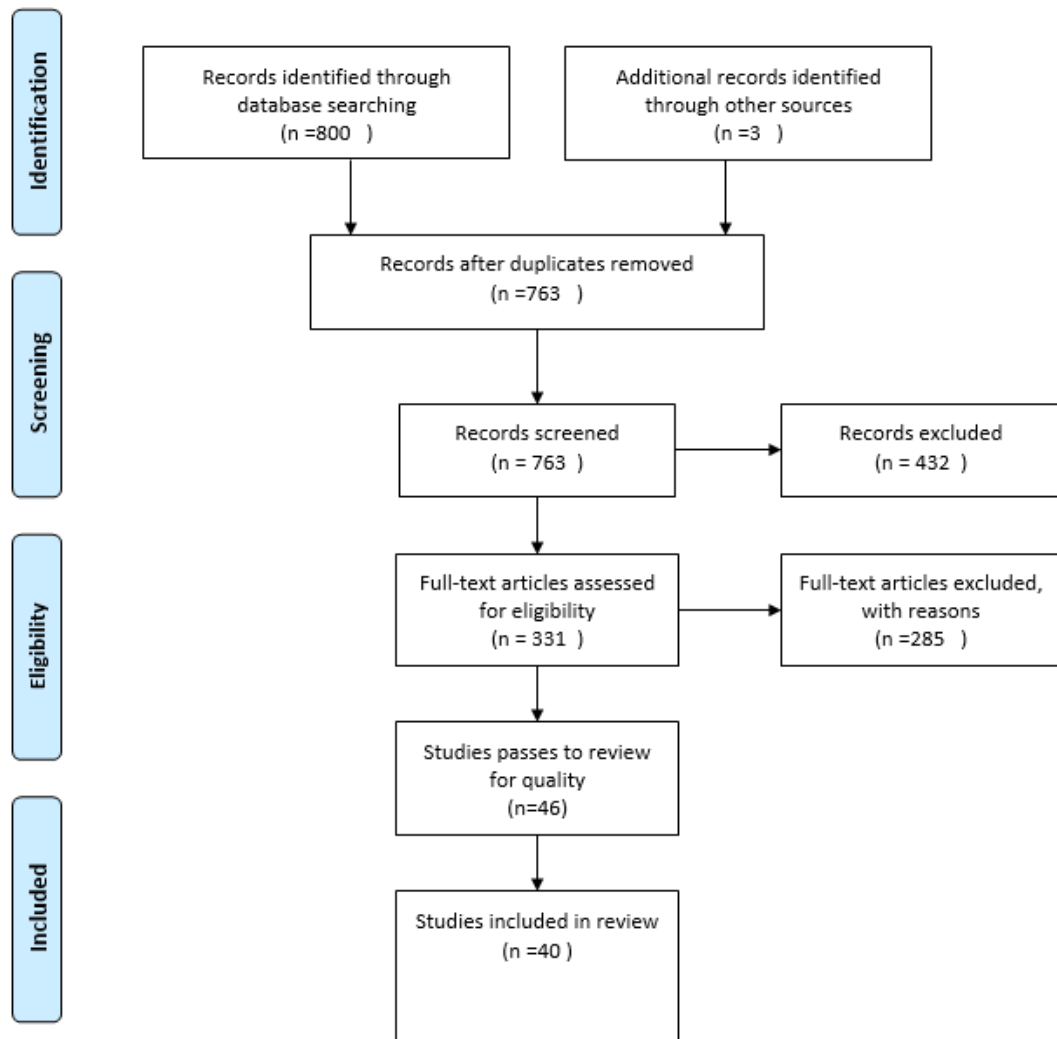 Identification
Records identified through
database searching
(n =800 )
Additional records identified
through other sources
(n =3 )
Records after duplicates removed
(n =763 )
Screening
Records screened
(n = 763 )
Records excluded
(n = 432 )
Eligibility
Full-text articles assessed
for eligibility
(n = 331 )
Full-text articles excluded,
with reasons
(n =285 )
Studies passes to review
for quality
(n=46)
Included
Studies included in review
(n =40 )